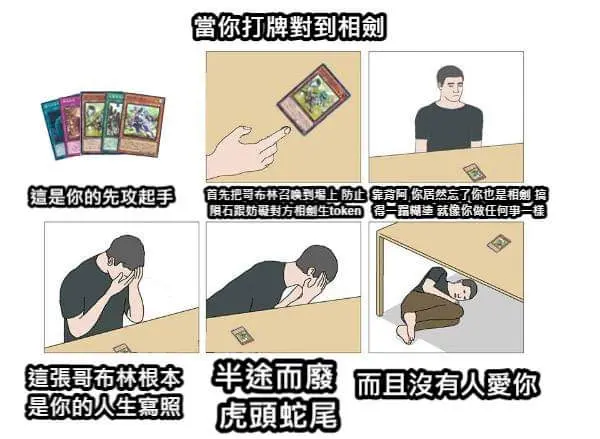 當你打牌對到相劍
這是你的先攻起手
首先把哥布林召喚到場上 防止
隕石跟妨礙對方相劍生token
靠背阿 你居然忘了你也是相劍 搞
得一蹋糊塗 就像你做任何事一樣
這張哥布林根本
是你的人生寫照
半途而廢
虎頭蛇尾
而且沒有人愛你